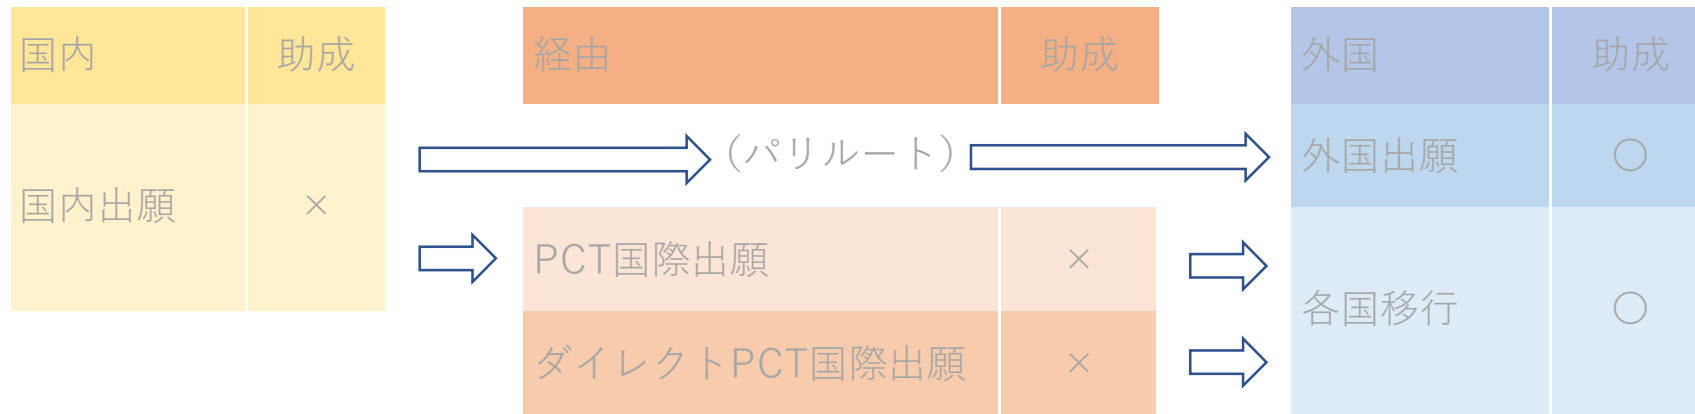 国内 助成 経由 助成 外国 助成
(パリルート) 外国出願 ○
国内出願 ×
PCT国際出願 ×
各国移行 ○
ダイレクトPCT国際出願 ×